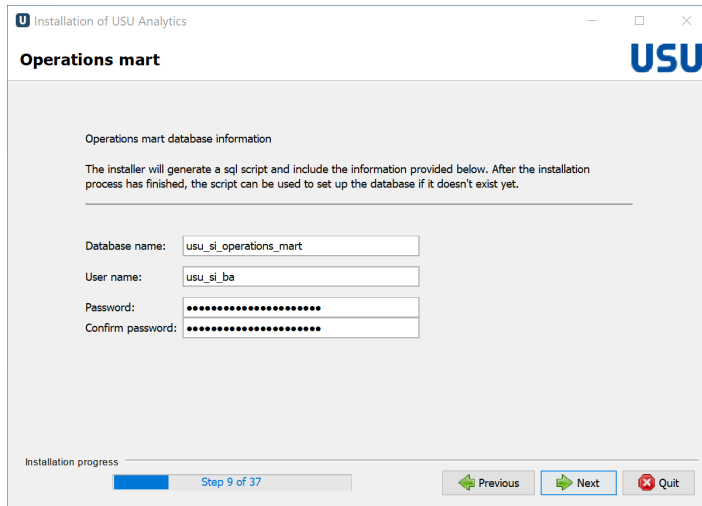 U Installation of USU Analytics
Operations mart
USU
Operations mart database information
The installer will generate a sql script and include the information provided below. After the installation
process has finished, the script can be used to set up the database if it doesn't exist yet.
Database name: usu_si_operations_mart
User name: usu_si_ba
Password: ●●●●●●●●●●●●●●●●●●●●●●
Confirm password: ●●●●●●●●●●●●●●●●●●●●●●
Installation progress
Step 9 of 37
Previous Next Quit